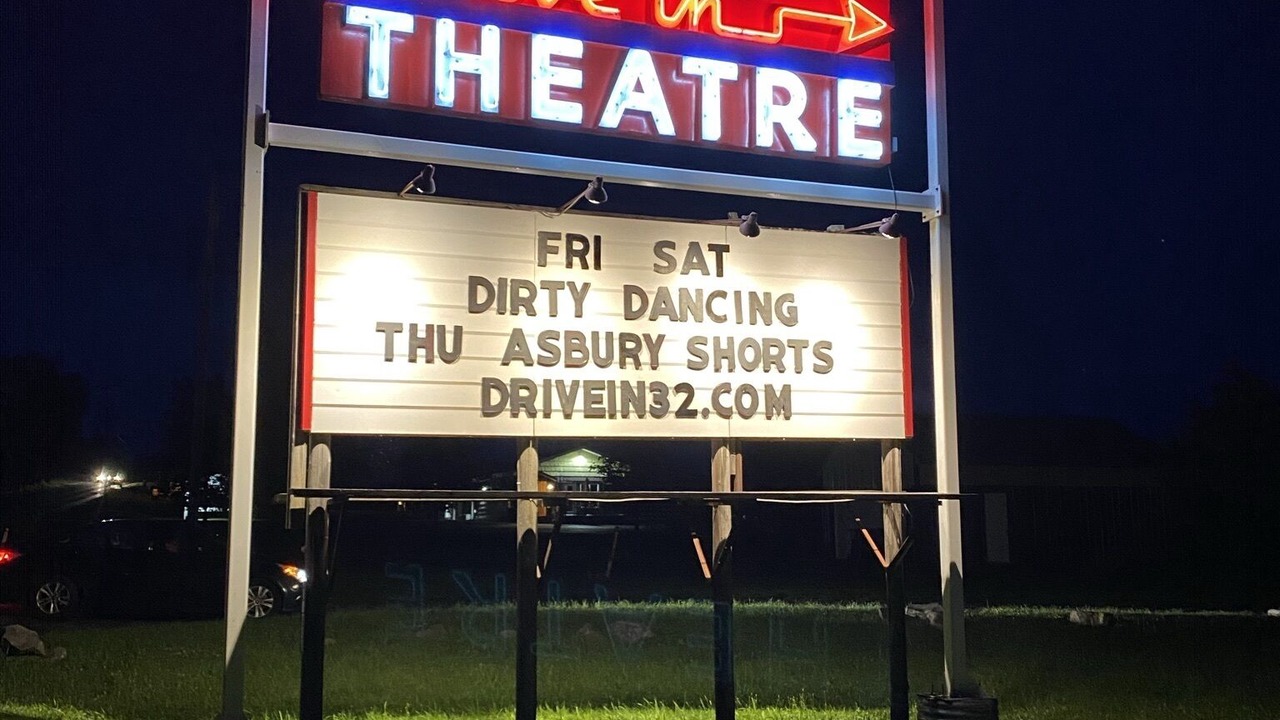 THEATRE
FRI SAT
DIRTY DANCING
THU ASBURY SHORTS
DRIVEIN32.COM